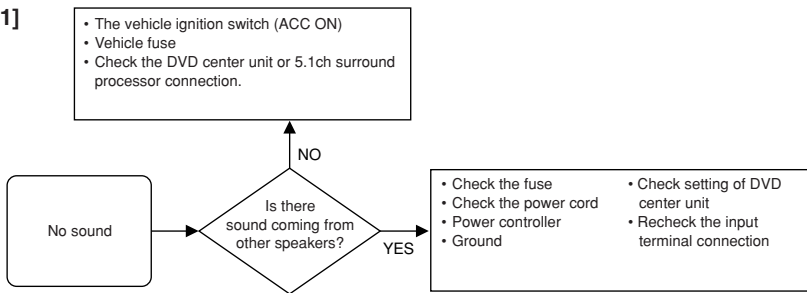 1]
• The vehicle ignition switch (ACC ON)
• Vehicle fuse
• Check the DVD center unit or 5.1ch surround
processor connection.
NO
No sound
Is there
sound coming from
other speakers?
YES
• Check the fuse
• Check the power cord
• Power controller
• Ground
• Check setting of DVD
center unit
• Recheck the input
terminal connection